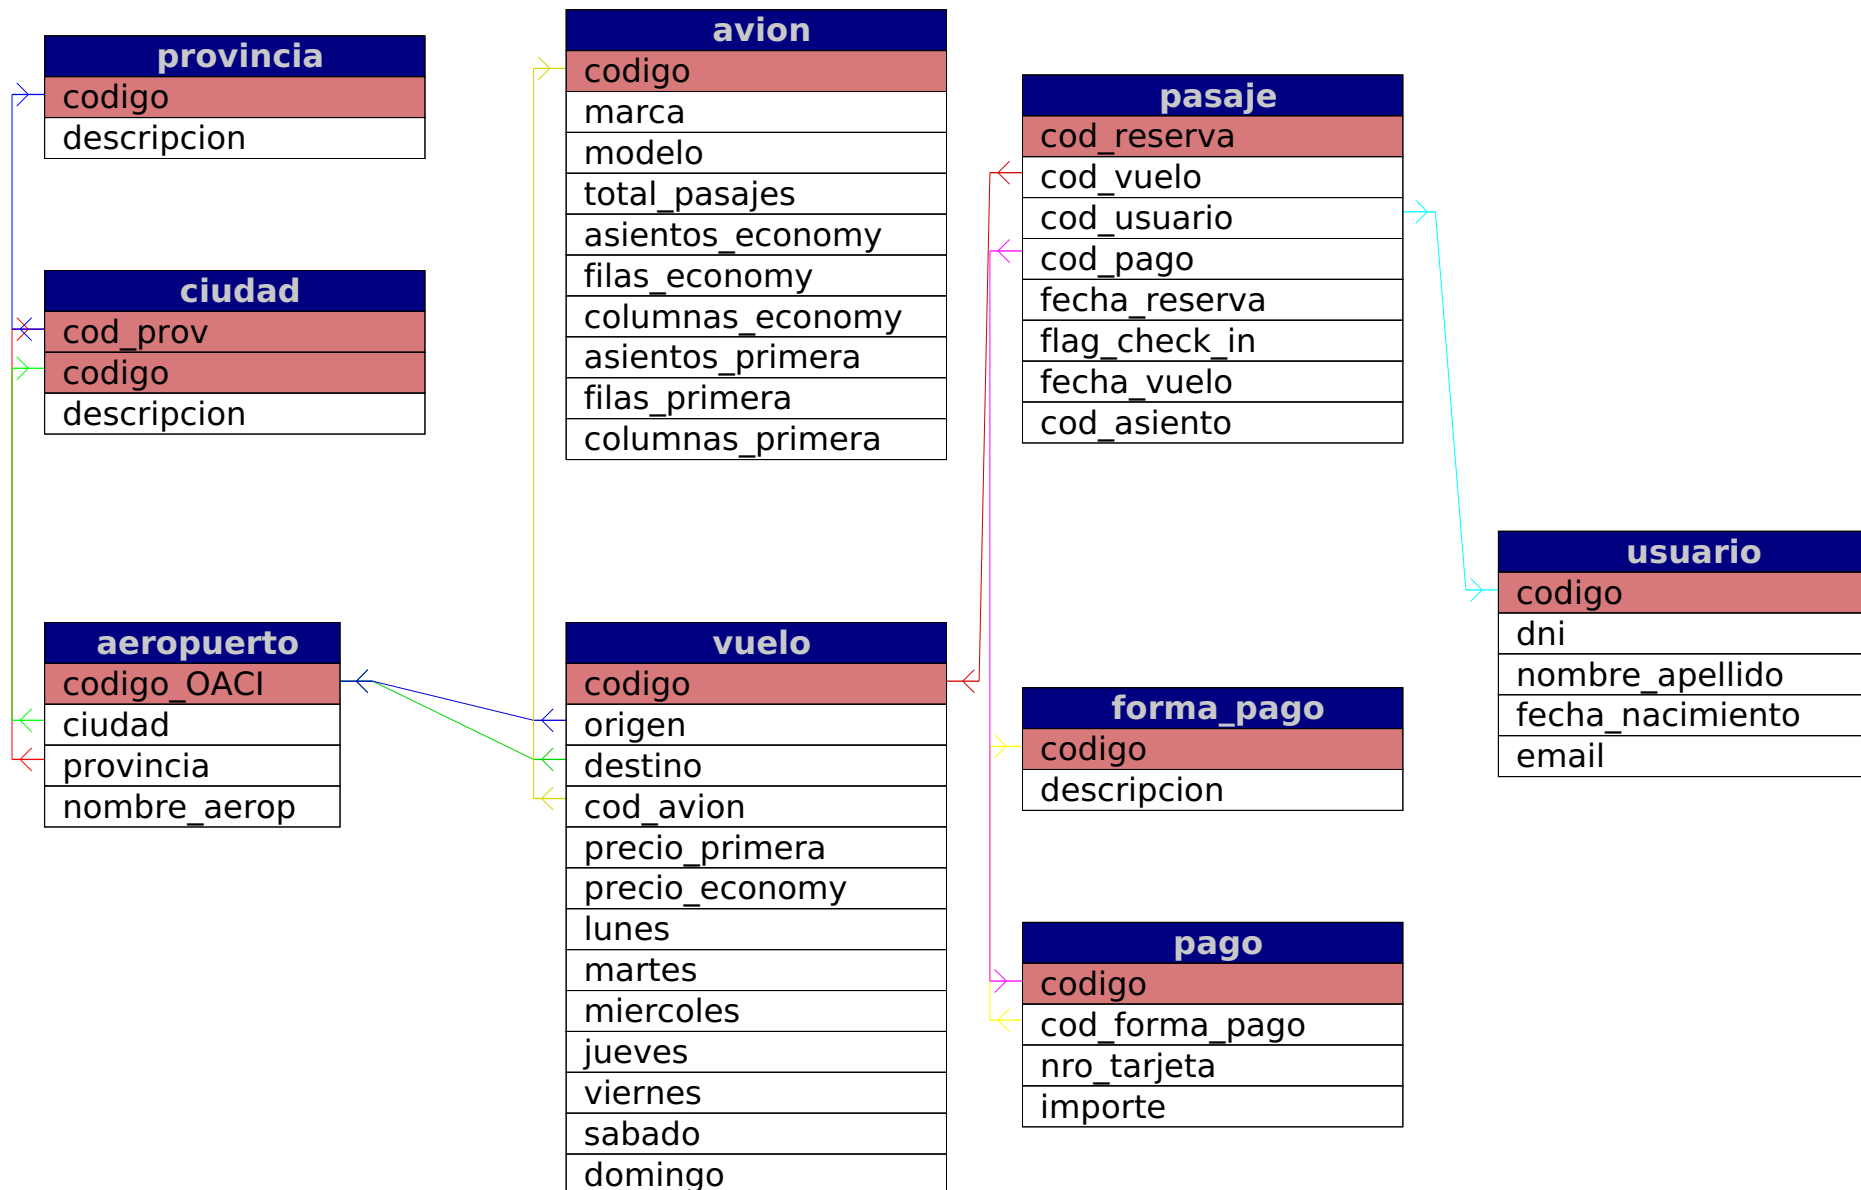 provincia
codigo
descripcion
ciudad
cod_prov
codigo
descripcion
aeropuerto
codigo_OACI
ciudad
provincia
nombre_aerop
avion
codigo
marca
modelo
total_pasajes
asientos_economy
filas_economy
columnas_economy
asientos_primera
filas_primera
columnas_primera
vuelo
codigo
origen
destino
cod_avion
precio_primera
precio_economy
lunes
martes
miercoles
jueves
viernes
sabado
domingo
pasaje
cod_reserva
cod_vuelo
cod_usuario
cod_pago
fecha_reserva
flag_check_in
fecha_vuelo
cod_asiento
forma_pago
codigo
descripcion
pago
codigo
cod_forma_pago
nro_tarjeta
importe
usuario
codigo
dni
nombre_apellido
fecha_nacimiento
email